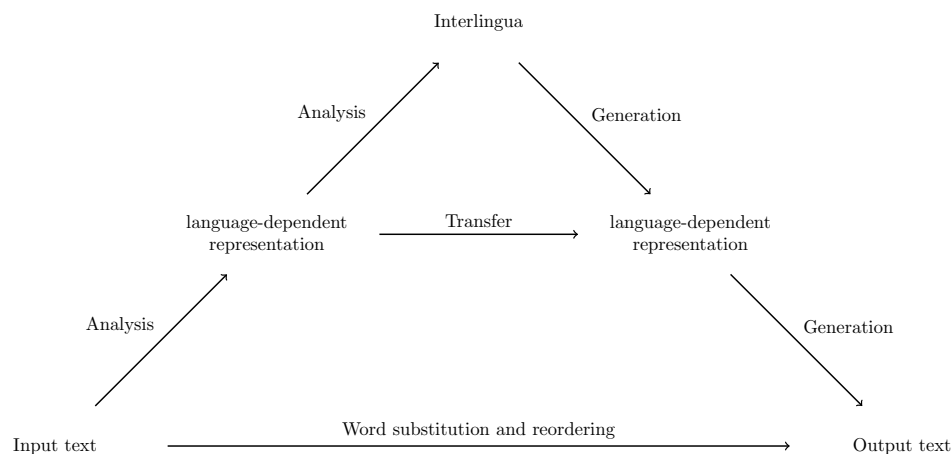 Interlingua
Analysis
Generation
language-dependent
representation
Transfer
language-dependent
representation
Analysis
Generation
Word substitution and reordering
Input text
Output text